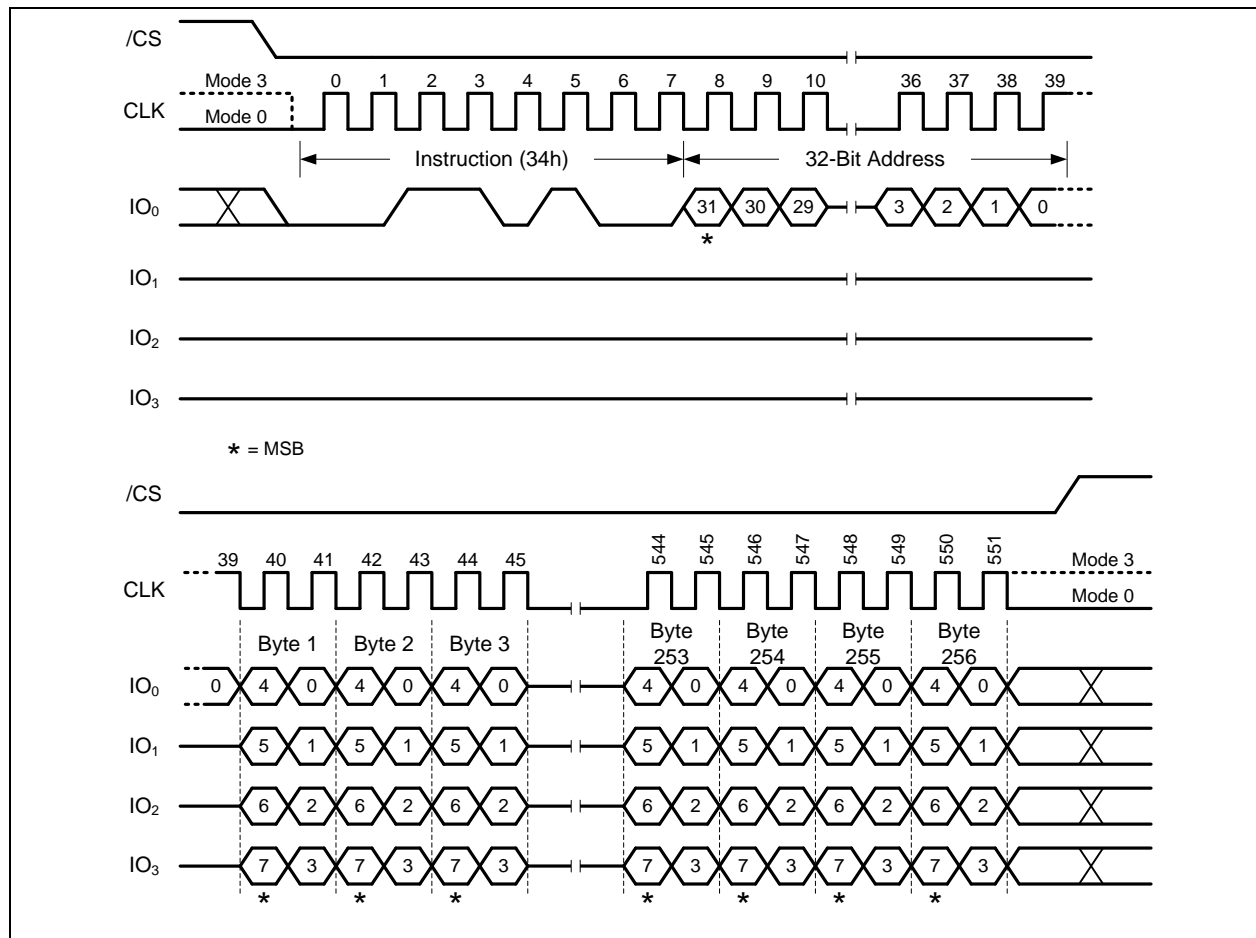 /CS
Mode 3 0 1 2 3 4 5 6 7 8 9 10 36 37 38 39
CLK
Mode 0
Instruction (34h) 32-Bit Address
IO₀ 31 30 29 3 2 1 0
*
IO₁
IO₂
IO₃
* = MSB
/CS
39 40 41 42 43 44 45 544 545 546 547 548 549 550 551 Mode 3
CLK
Mode 0
Byte 1 Byte 2 Byte 3 Byte 253 Byte 254 Byte 255 Byte 256
IO₀ 0 4 0 4 0 4 0 4 0 4 0 4 0 4 0
IO₁ 5 1 5 1 5 1 5 1 5 1 5 1 5 1
IO₂ 6 2 6 2 6 2 6 2 6 2 6 2 6 2
IO₃ 7 3 7 3 7 3 7 3 7 3 7 3 7 3
* * * * * * *